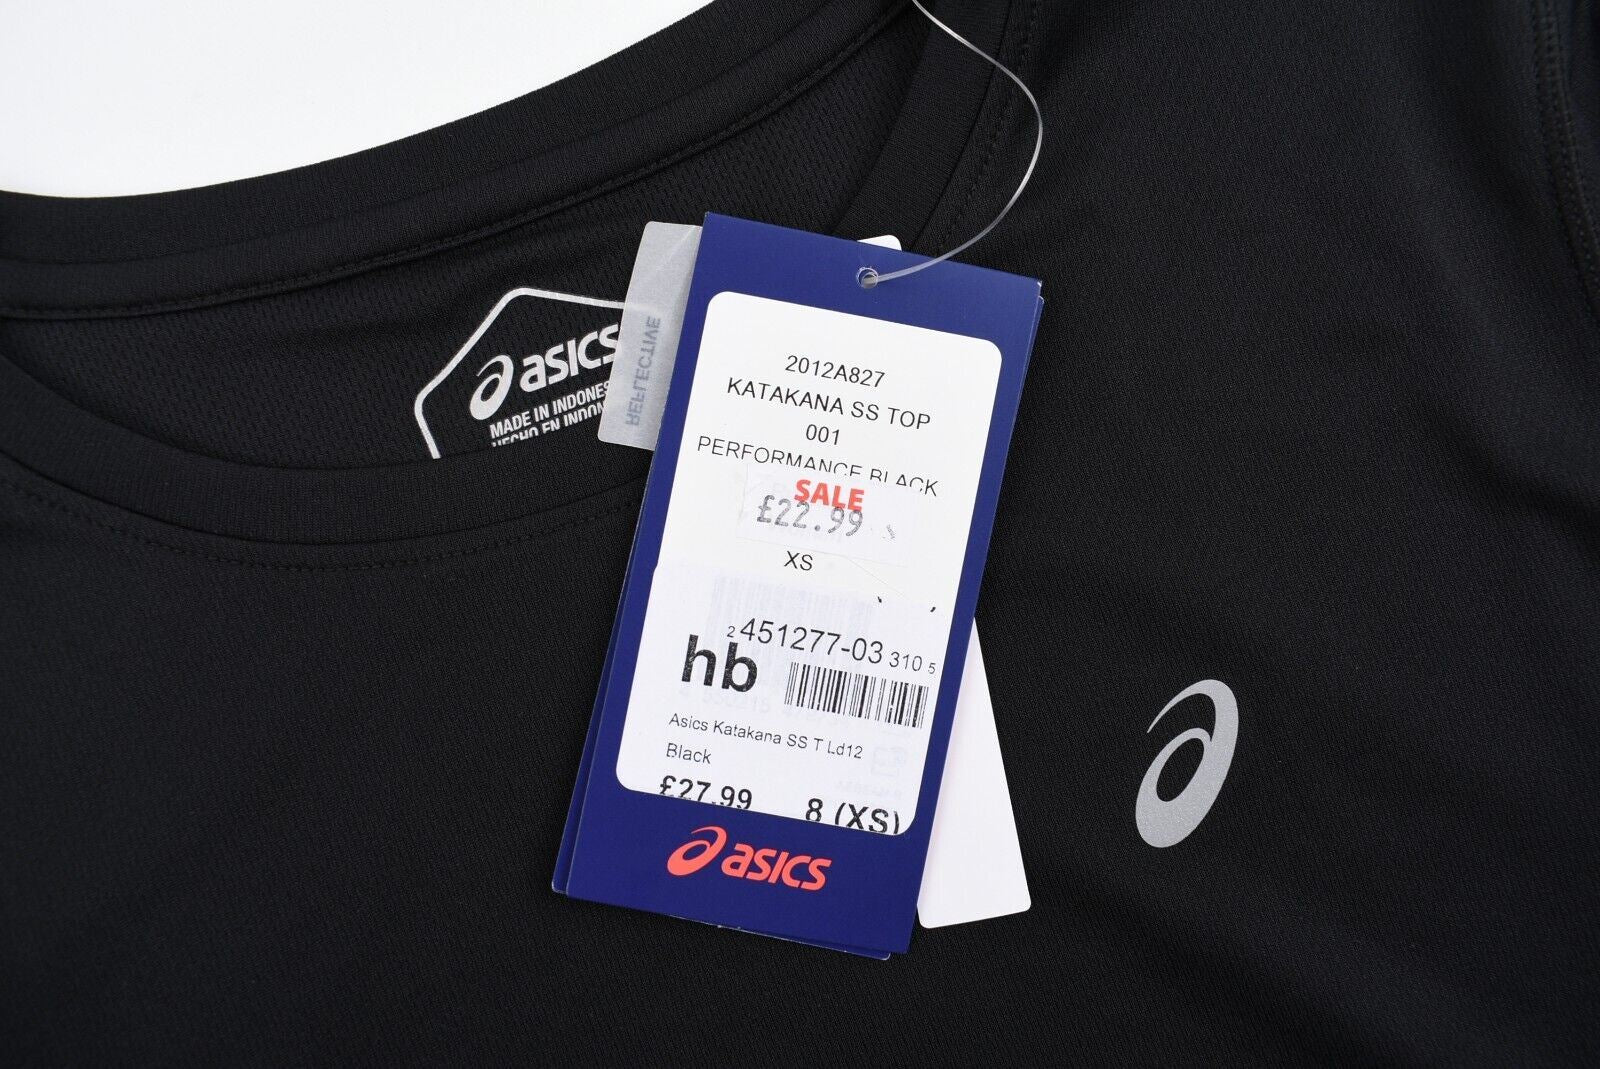 asics
MADE IN INDONES
HECHO EN INDON
REFLECTIVE
2012A827
KATAKANA SS TOP
001
PERFORMANCE BLACK
SALE
£22.99
XS
2 451277-03 310 5
hb
Asics Katakana SS T Ld12
Black
£27.99 8 (XS)
asics